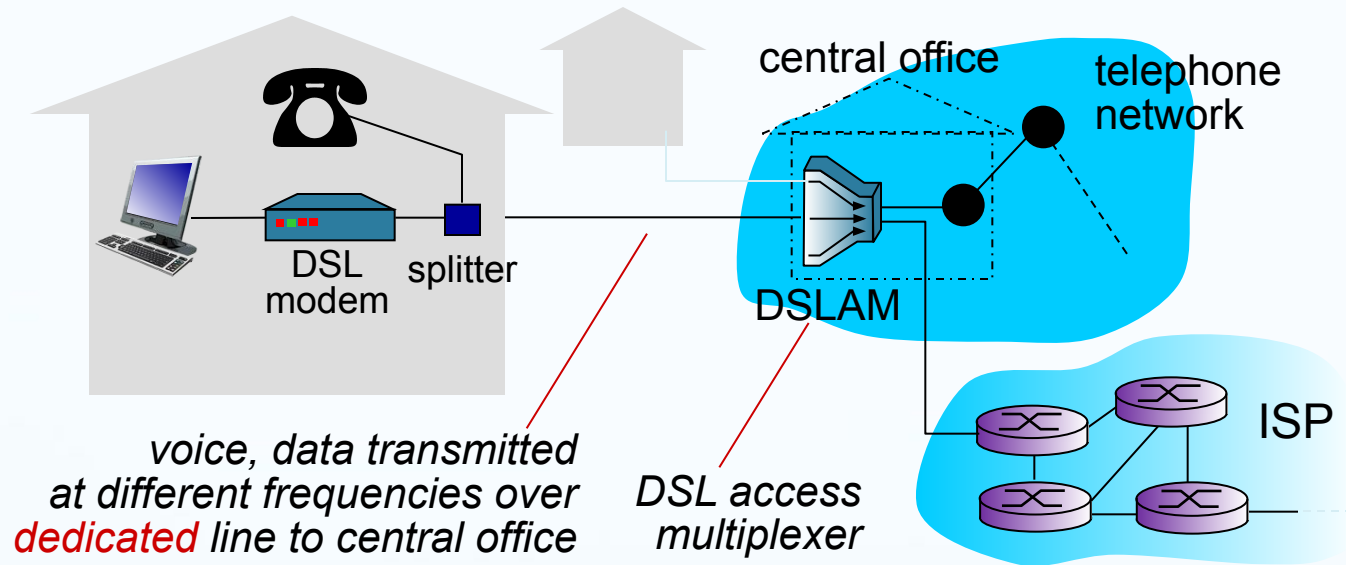 central office
telephone
network
DSL
modem
splitter
DSLAM
ISP
voice, data transmitted
at different frequencies over
dedicated line to central office
DSL access
multiplexer